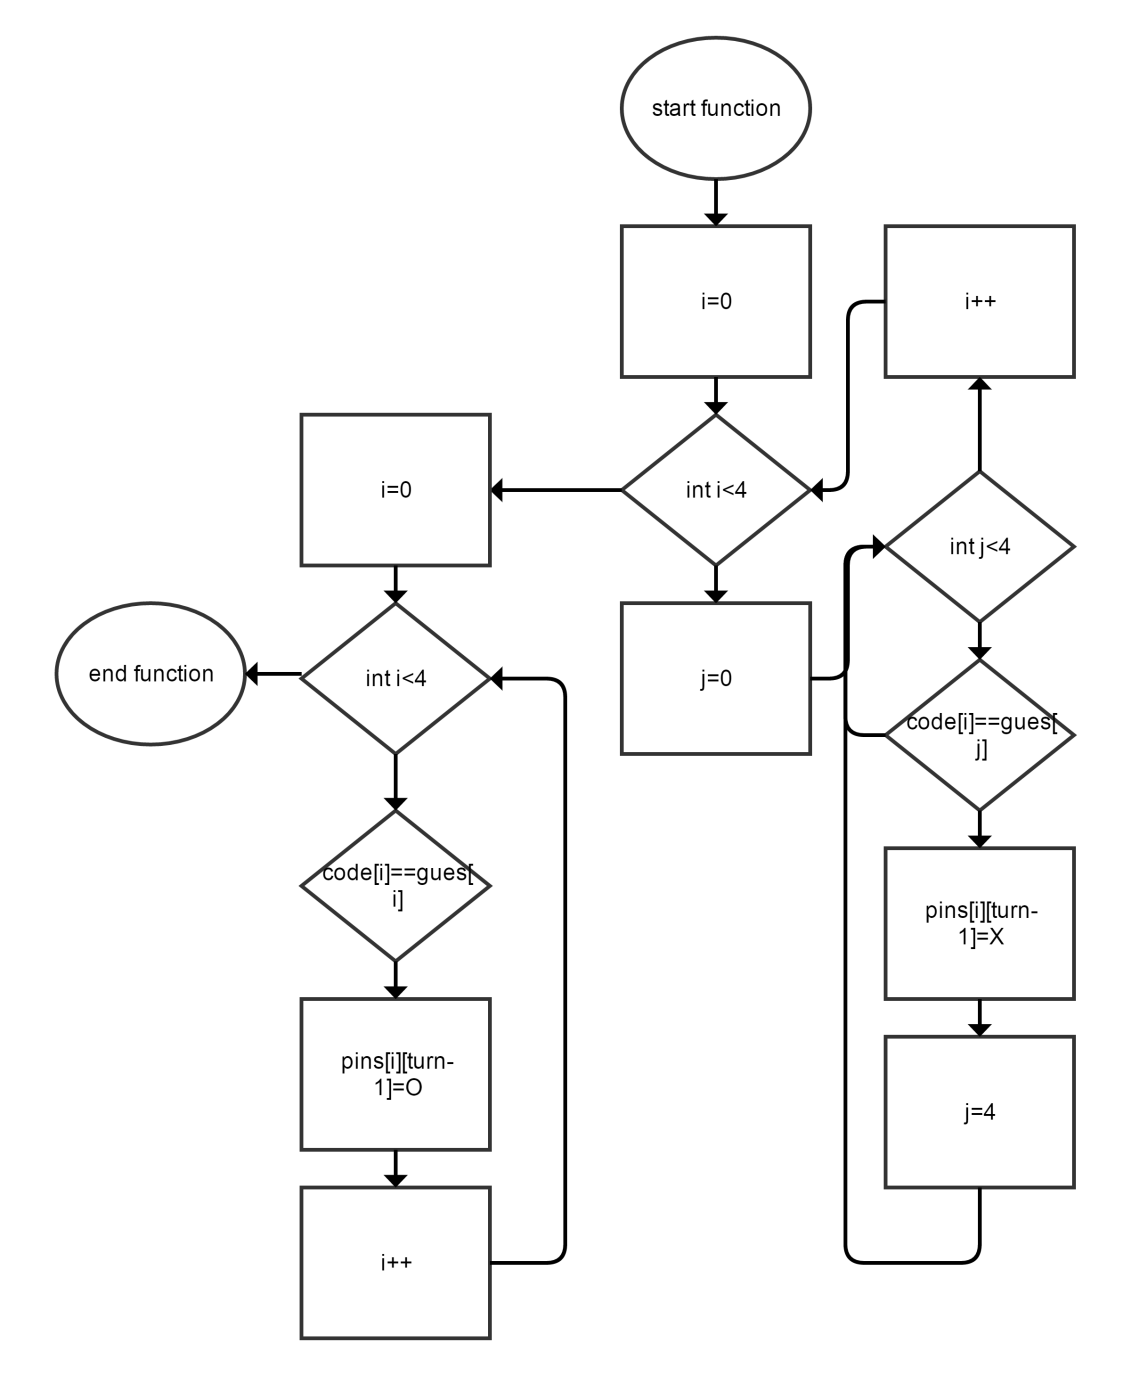 start function
i=0
i++
i=0
int i<4
int j<4
end function
int i<4
j=0
code[i]==gues[
j]
code[i]==gues[
i]
pins[i][turn-
1]=X
pins[i][turn-
1]=O
j=4
i++